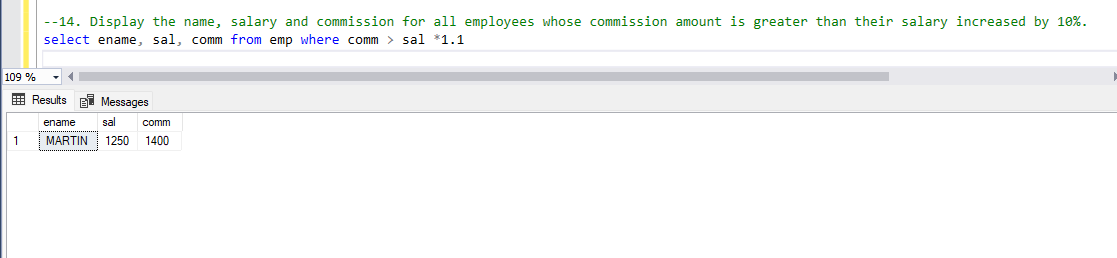 --14. Display the name, salary and commission for all employees whose commission amount is greater than their salary increased by 10%.
select ename, sal, comm from emp where comm > sal *1.1
109 %
Results Messages
ename sal comm
1 MARTIN 1250 1400